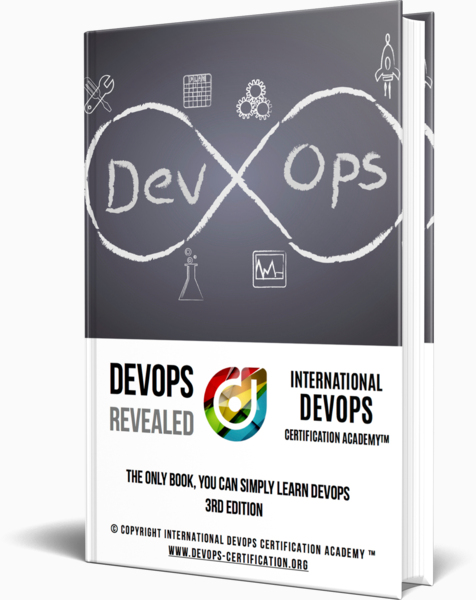 Dev Ops
DEVOPS
REVEALED
INTERNATIONAL
DEVOPS
CERTIFICATION ACADEMY™
THE ONLY BOOK, YOU CAN SIMPLY LEARN DEVOPS
3RD EDITION
© COPYRIGHT INTERNATIONAL DEVOPS CERTIFICATION ACADEMY ™
WWW.DEVOPS-CERTIFICATION.ORG